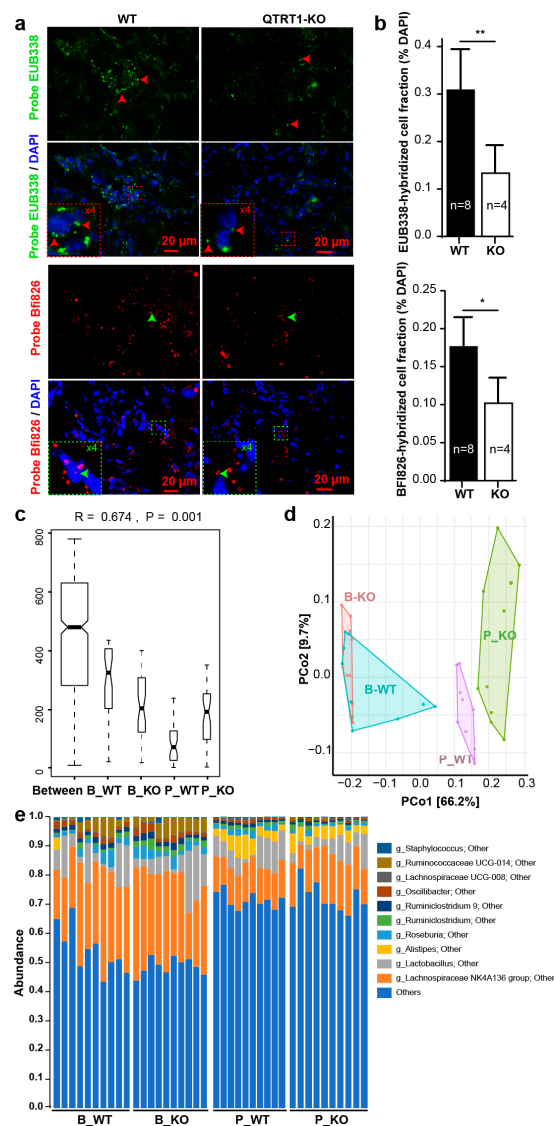 a
WT
QTRT1-KO
Probe EUB338
Probe EUB338 / DAPI
x4
20 μm
x4
20 μm
Probe Bfi826
Probe Bfi826 / DAPI
x4
20 μm
x4
20 μm
b
EUB338-hybridized cell fraction (% DAPI)
0.4
0.3
0.2
0.1
0
**
n=8
n=4
WT
KO
BFI826-hybridized cell fraction (% DAPI)
0.20
0.15
0.10
0.05
0.00
*
n=8
n=4
WT
KO
c
R = 0.674 , P = 0.001
800
600
400
200
0
Between
B_WT
B_KO
P_WT
P_KO
d
PCo2 [9.7%]
0.2
0.1
0.0
−0.1
B-KO
B-WT
P_KO
P_WT
−0.2
−0.1
0.0
0.1
0.2
0.3
PCo1 [66.2%]
e
Abundance
1.0
0.9
0.8
0.7
0.6
0.5
0.4
0.3
0.2
0.1
0.0
B_WT
B_KO
P_WT
P_KO
g_Staphylococus; Other
g_Ruminococcaceae UCG-014; Other
g_Lachnospiraceae UCG-008; Other
g_Oscillibacter; Other
g_Ruminiclostridium 9; Other
g_Ruminiclostridium; Other
g_Roseburia; Other
g_Alistipes; Other
g_Lactobacillus; Other
g_Lachnospiraceae NK4A136 group; Other
Others